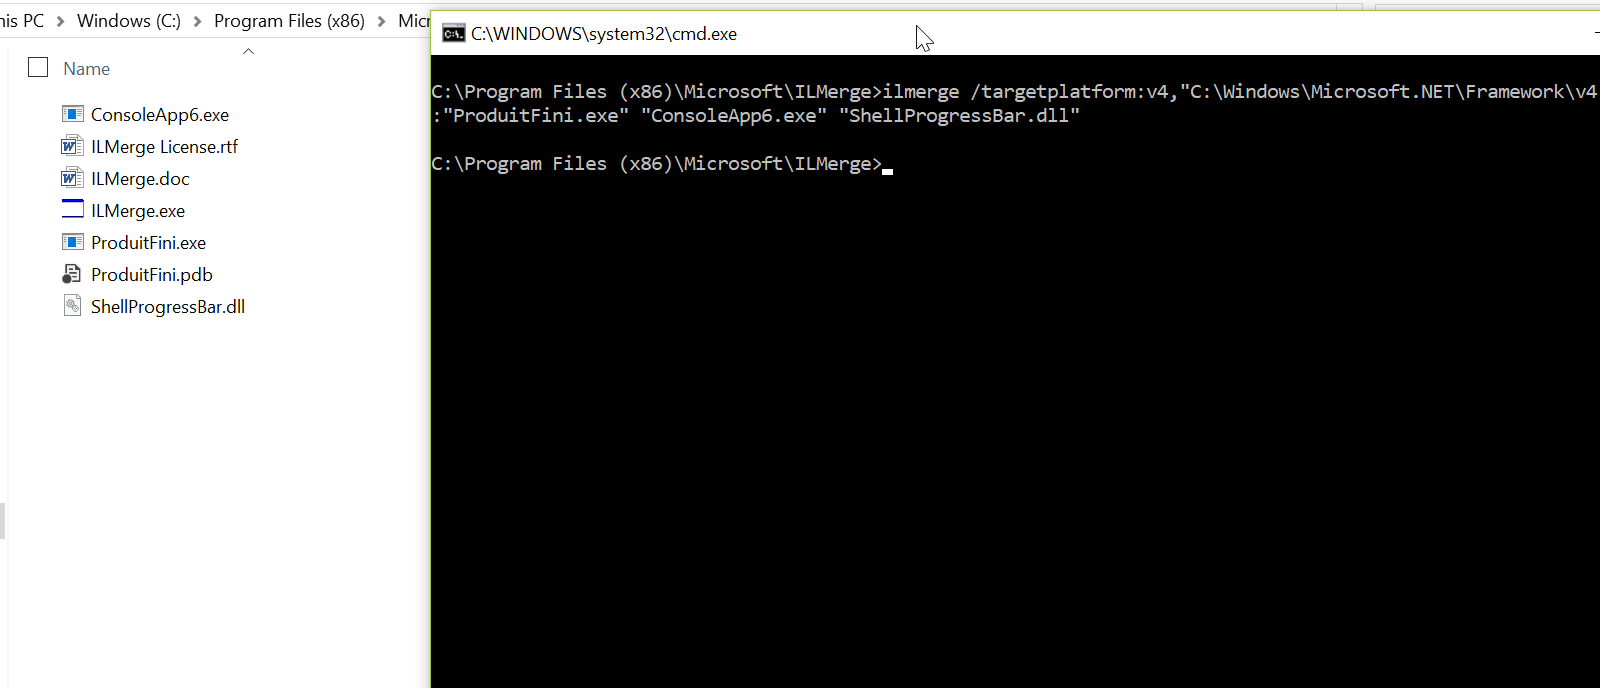 his PC > Windows (C:) > Program Files (x86) >
Name
ConsoleApp6.exe
ILMerge License.rtf
ILMerge.doc
ILMerge.exe
ProduitFini.exe
ProduitFini.pdb
ShellProgressBar.dll
C:\WINDOWS\system32\cmd.exe
C:\Program Files (x86)\Microsoft\ILMerge>ilmerge /targetplatform:v4,"C:\Windows\Microsoft.NET\Framework\v4
:"ProduitFini.exe" "ConsoleApp6.exe" "ShellProgressBar.dll"
C:\Program Files (x86)\Microsoft\ILMerge>